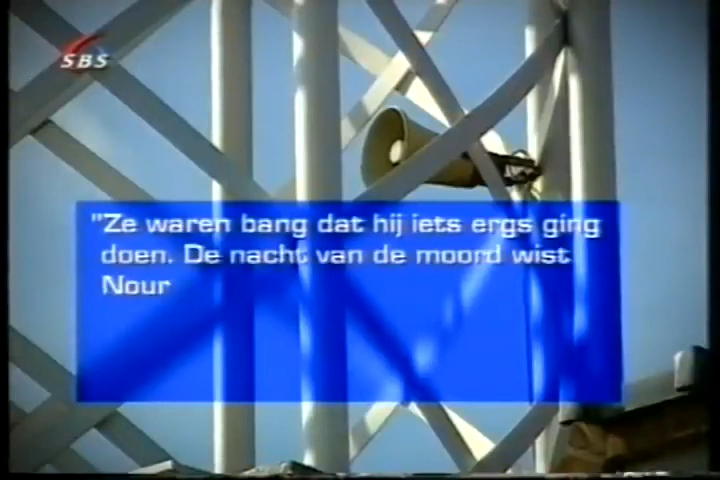 SBS
"Ze waren bang dat hij iets ergs ging
doen. De nacht van de moord wist
Nour